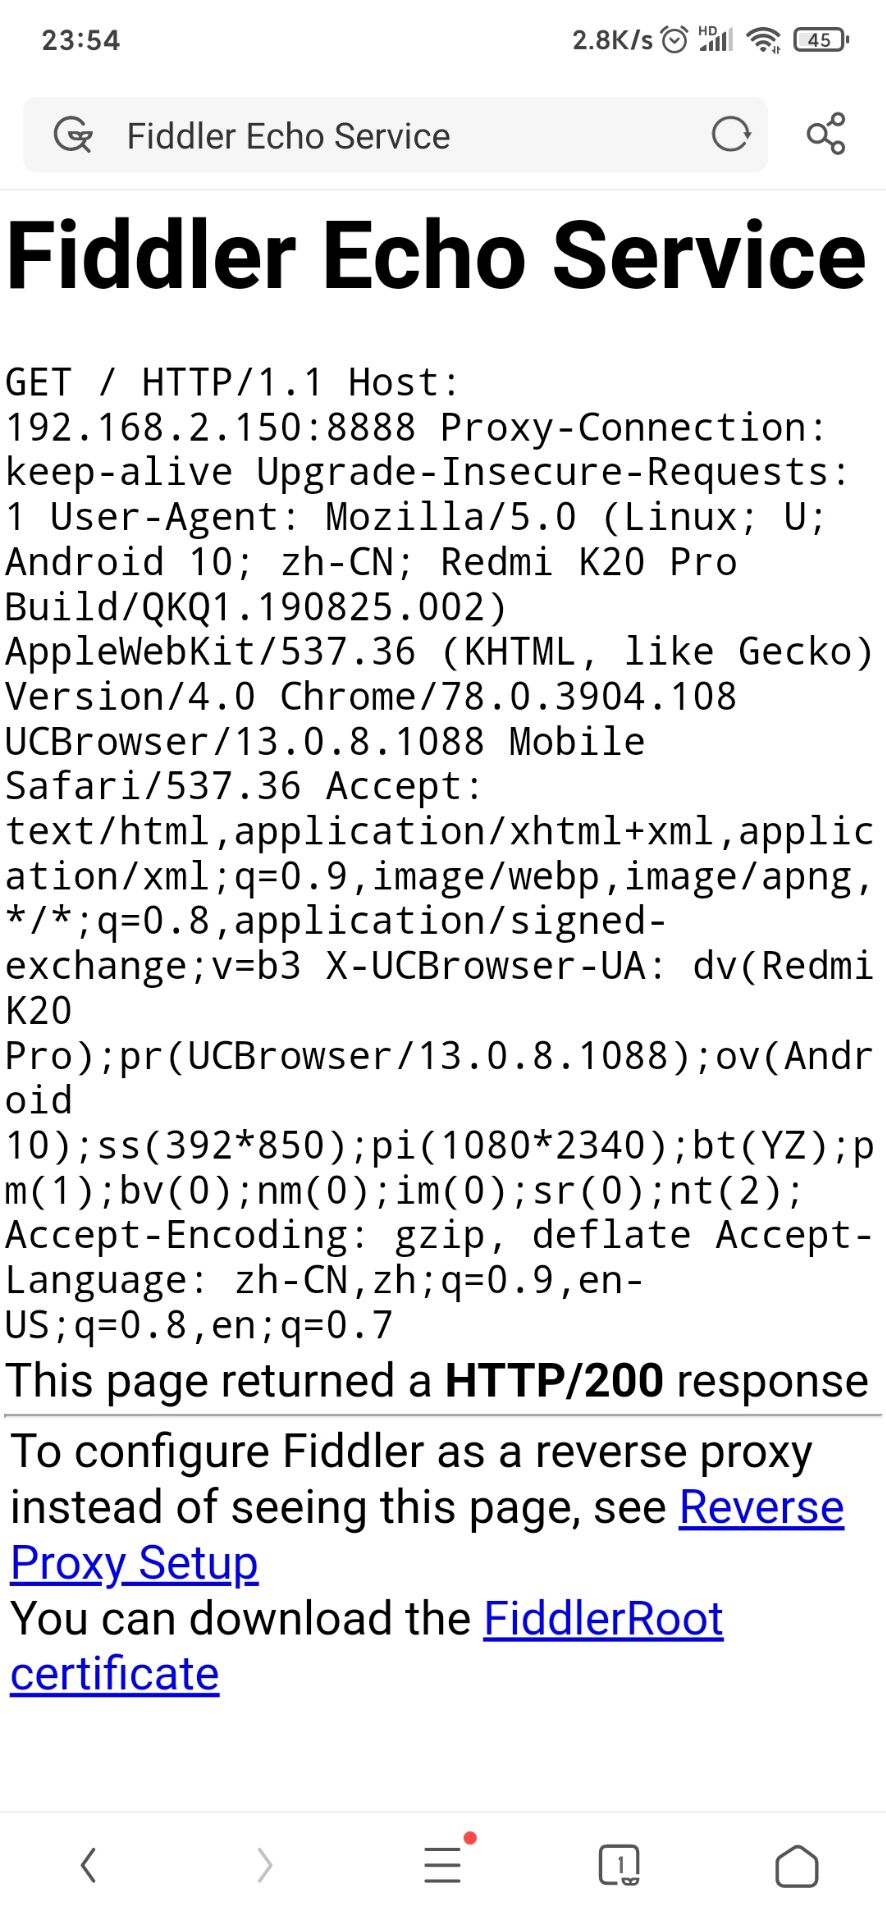 23:54
2.8K/s HD 45
Fiddler Echo Service
Fiddler Echo Service
GET / HTTP/1.1 Host:
192.168.2.150:8888 Proxy-Connection:
keep-alive Upgrade-Insecure-Requests:
1 User-Agent: Mozilla/5.0 (Linux; U;
Android 10; zh-CN; Redmi K20 Pro
Build/QKQ1.190825.002)
AppleWebKit/537.36 (KHTML, like Gecko)
Version/4.0 Chrome/78.0.3904.108
UCBrowser/13.0.8.1088 Mobile
Safari/537.36 Accept:
text/html,application/xhtml+xml,applic
ation/xml;q=0.9,image/webp,image/apng,
*/*;q=0.8,application/signed-
exchange;v=b3 X-UCBrowser-UA: dv(Redmi
K20
Pro);pr(UCBrowser/13.0.8.1088);ov(Andr
oid
10);ss(392*850);pi(1080*2340);bt(YZ);p
m(1);bv(0);nm(0);im(0);sr(0);nt(2);
Accept-Encoding: gzip, deflate Accept-
Language: zh-CN,zh;q=0.9,en-
US;q=0.8,en;q=0.7
This page returned a HTTP/200 response
To configure Fiddler as a reverse proxy
instead of seeing this page, see Reverse
Proxy Setup
You can download the FiddlerRoot
certificate
1